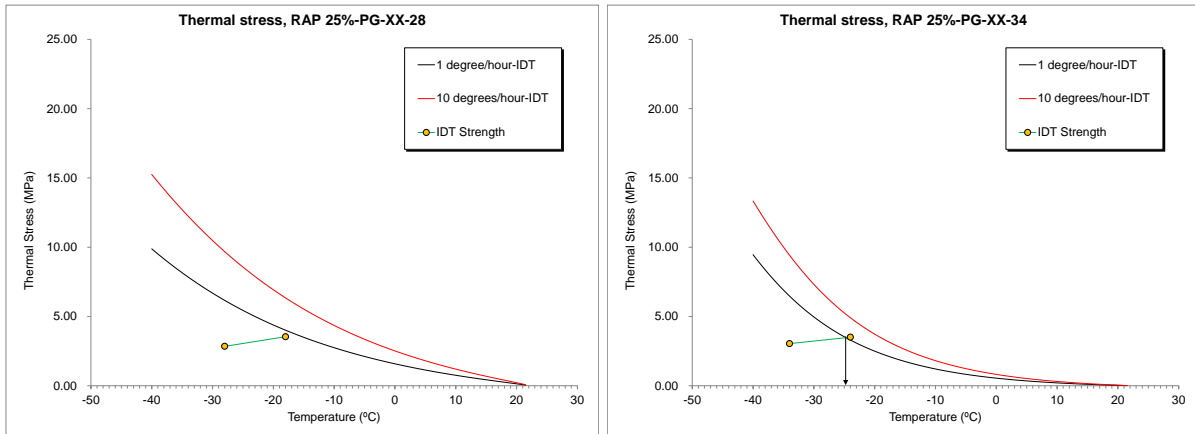 Thermal stress, RAP 25%-PG-XX-28
25.00
20.00
15.00
10.00
5.00
0.00
Thermal Stress (MPa)
-50 -40 -30 -20 -10 0 10 20 30
Temperature (ºC)
1 degree/hour-IDT
10 degrees/hour-IDT
IDT Strength
Thermal stress, RAP 25%-PG-XX-34
25.00
20.00
15.00
10.00
5.00
0.00
Thermal Stress (MPa)
-50 -40 -30 -20 -10 0 10 20 30
Temperature (ºC)
1 degree/hour-IDT
10 degrees/hour-IDT
IDT Strength